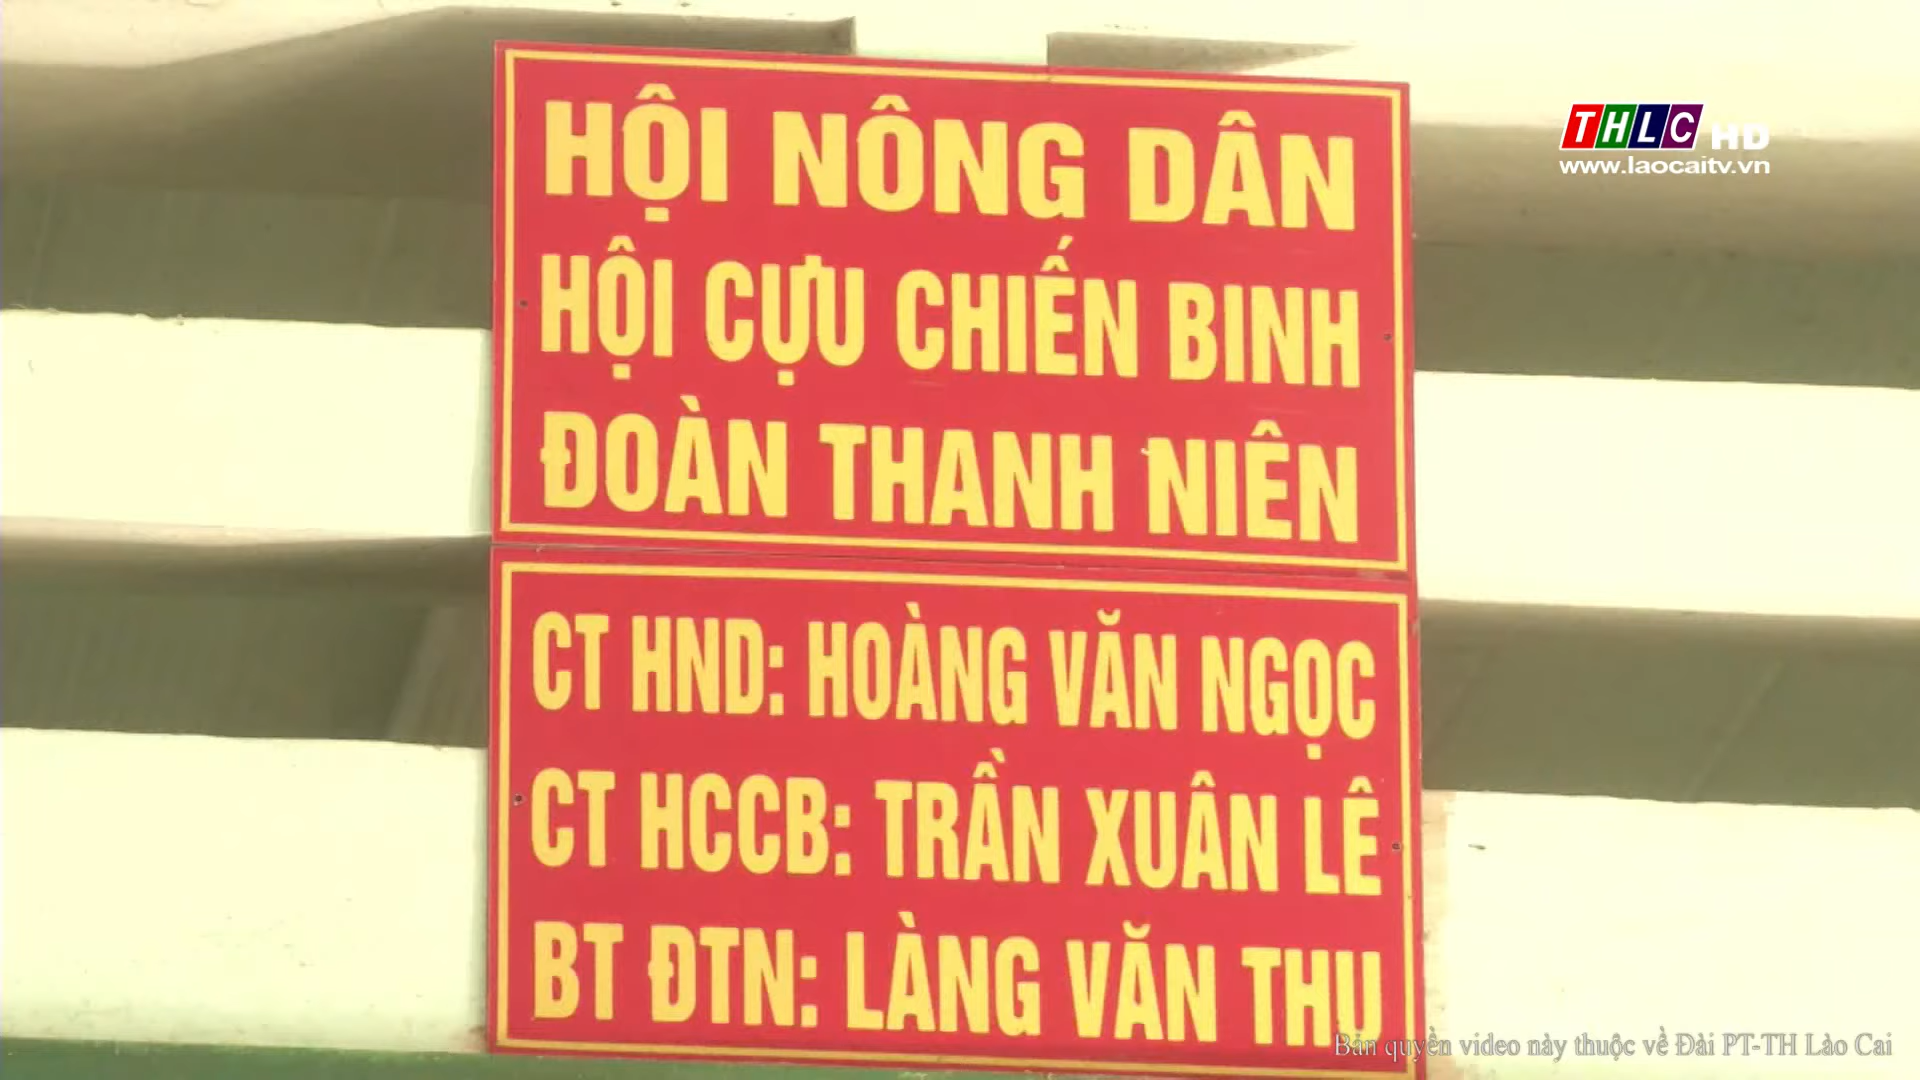 HỘI NÔNG DÂN
HỘI CỰU CHIẾN BINH
ĐOÀN THANH NIÊN
CT HND: HOÀNG VĂN NGỌC
CT HCCB: TRẦN XUÂN LÊ
BT ĐTN: LÀNG VĂN THỤ
THLC HD
www.laocaitv.vn
Bản quyền video này thuộc về Đài PT-TH Lào Cai